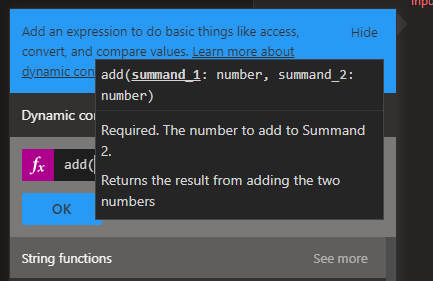 inpu
Add an expression to do basic things like access, Hide
convert, and compare values. Learn more about
dynamic con
add(summand_1: number, summand_2:
number)
Dynamic co
Required. The number to add to Summand
2.
fx add(
Returns the result from adding the two
numbers
OK
String functions See more